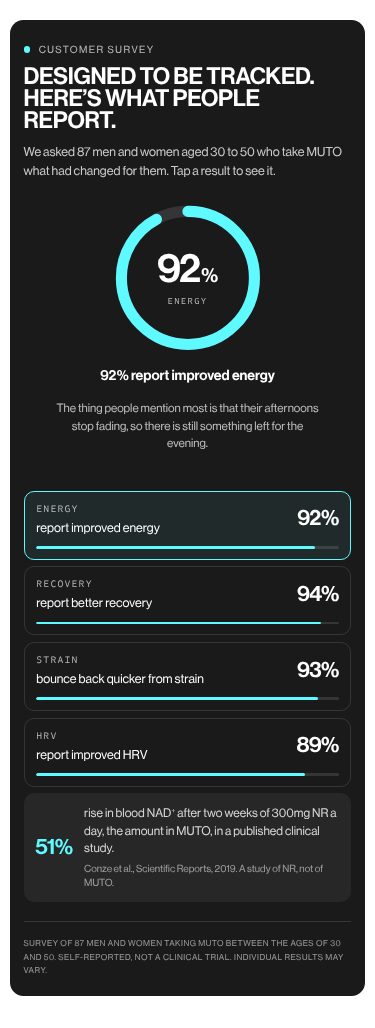 CUSTOMER SURVEY
DESIGNED TO BE TRACKED.
HERE'S WHAT PEOPLE
REPORT.
We asked 87 men and women aged 30 to 50 who take MUTO
what had changed for them. Tap a result to see it.
92%
ENERGY
92% report improved energy
The thing people mention most is that their afternoons
stop fading, so there is still something left for the
evening.
ENERGY
report improved energy
92%
RECOVERY
report better recovery
94%
STRAIN
bounce back quicker from strain
93%
HRV
report improved HRV
89%
51%
rise in blood NAD⁺ after two weeks of 300mg NR a
day, the amount in MUTO, in a published clinical
study.
Conze et al., Scientific Reports, 2019. A study of NR, not of
MUTO.
SURVEY OF 87 MEN AND WOMEN TAKING MUTO BETWEEN THE AGES OF 30
AND 50. SELF-REPORTED, NOT A CLINICAL TRIAL. INDIVIDUAL RESULTS MAY
VARY.